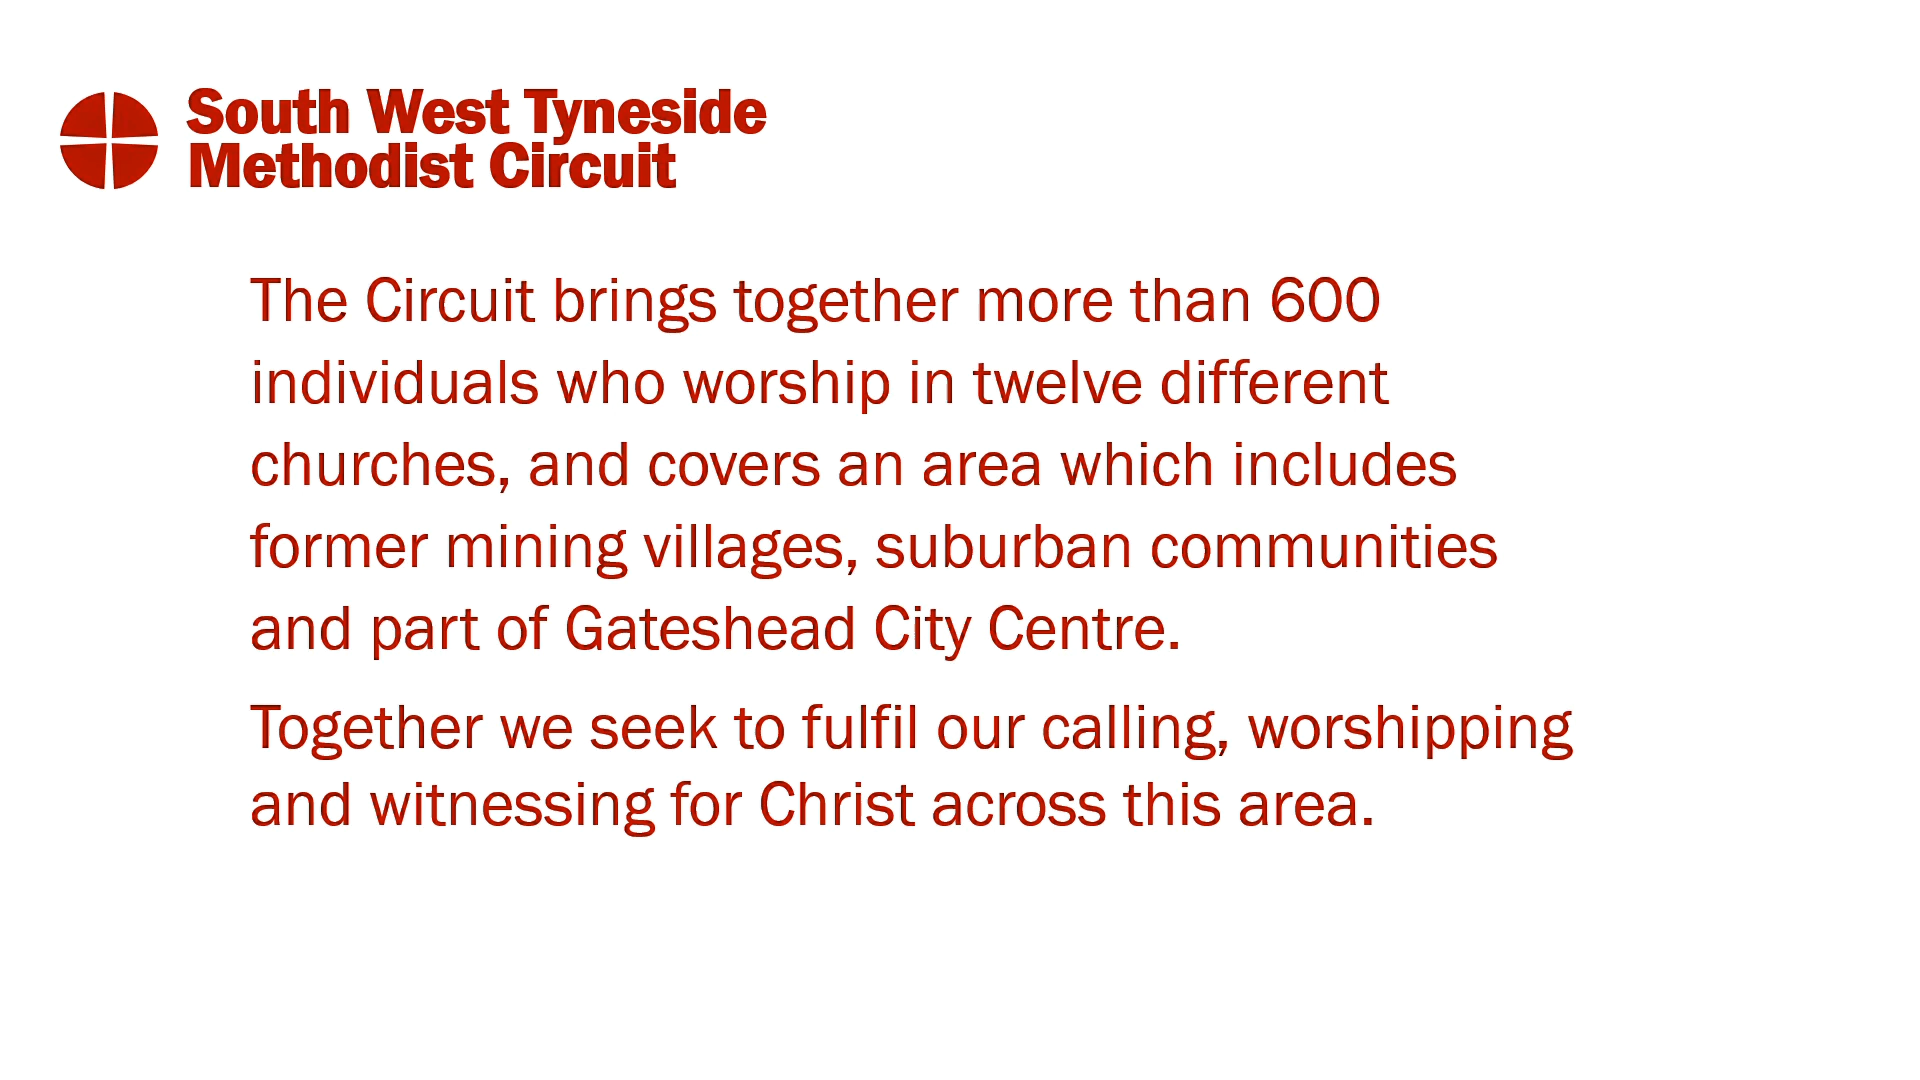 South West Tyneside
Methodist Circuit
The Circuit brings together more than 600
individuals who worship in twelve different
churches, and covers an area which includes
former mining villages, suburban communities
and part of Gateshead City Centre.
Together we seek to fulfil our calling, worshipping
and witnessing for Christ across this area.